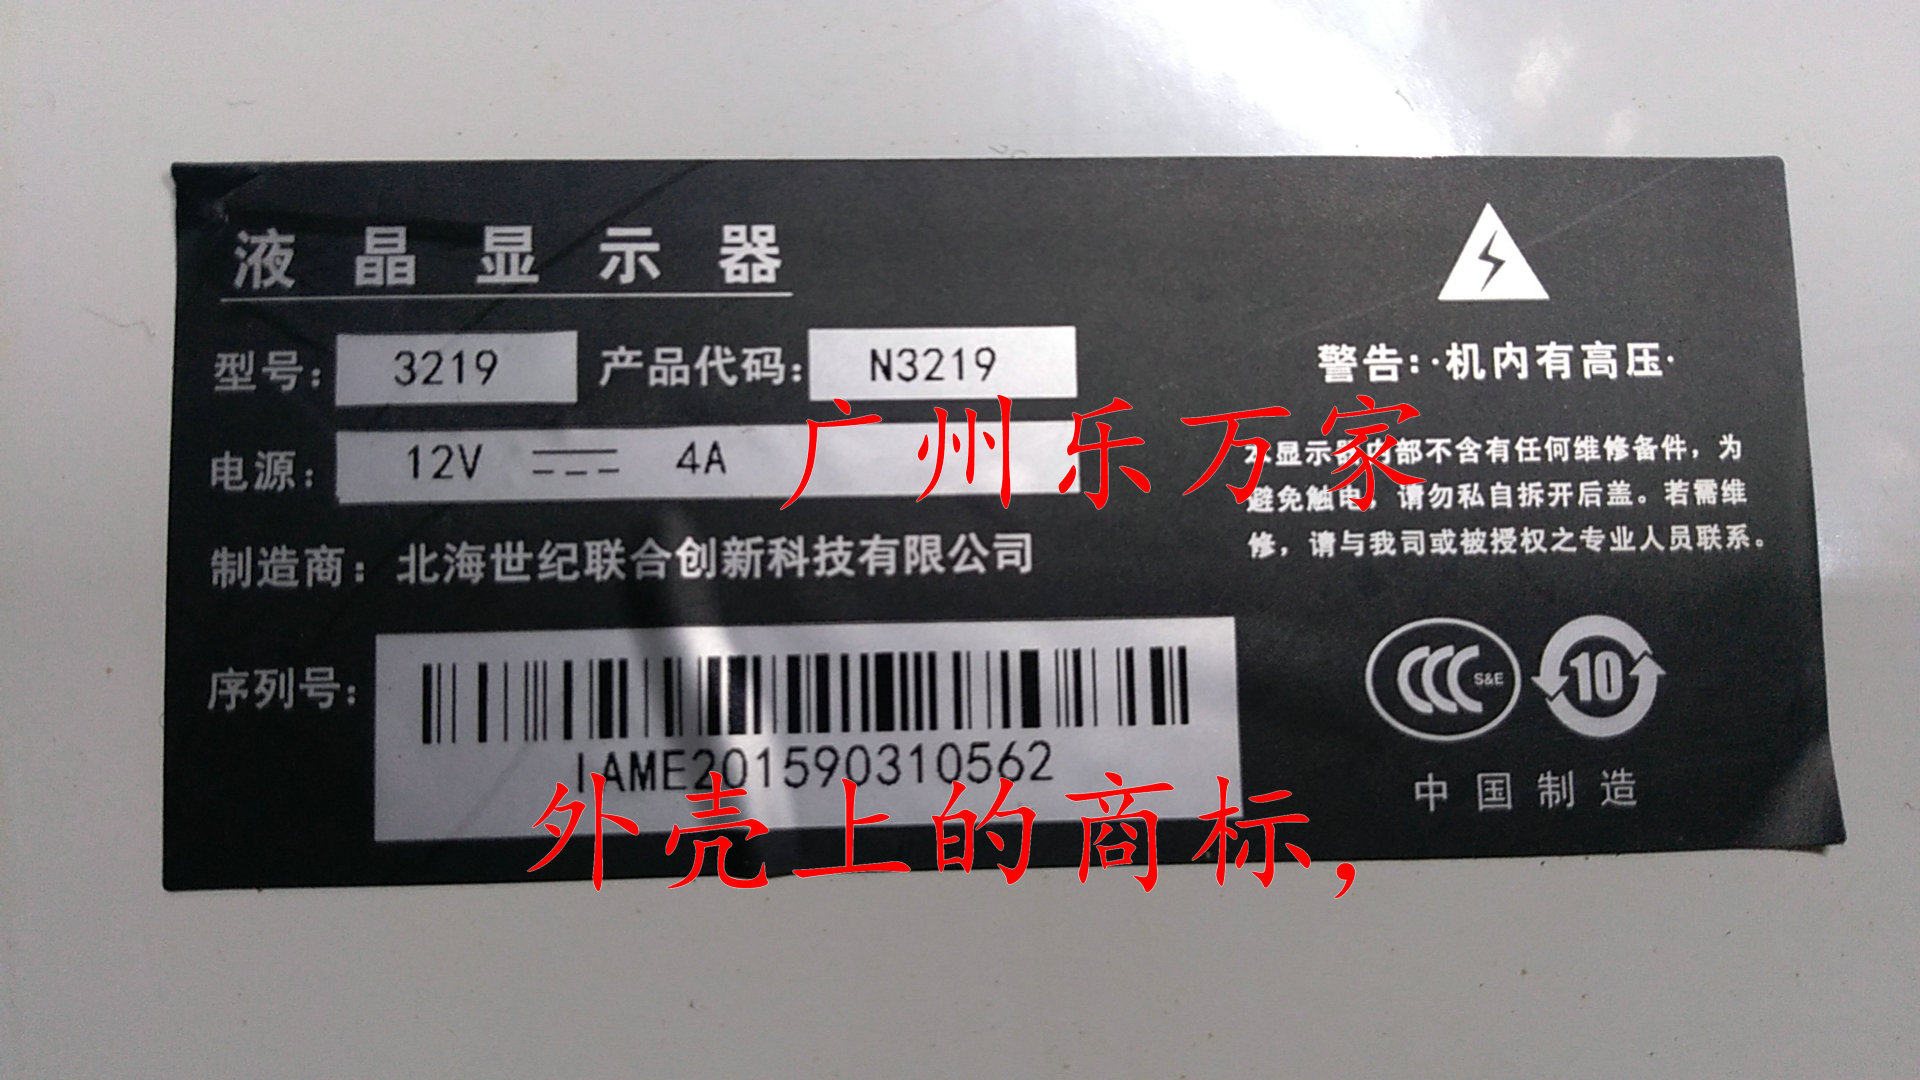 液晶显示器
型号: 3219 产品代码: N3219
电源: 12V 4A
制造商: 北海世纪联合创新科技有限公司
序列号:
IAME201590310562
警告:·机内有高压·
本显示器内部不含有任何维修备件，为
避免触电，请勿私自拆开后盖。若需维
修，请与我司或被授权之专业人员联系。
CCC S&E
10
中国制造
广州乐万家
外壳上的商标,